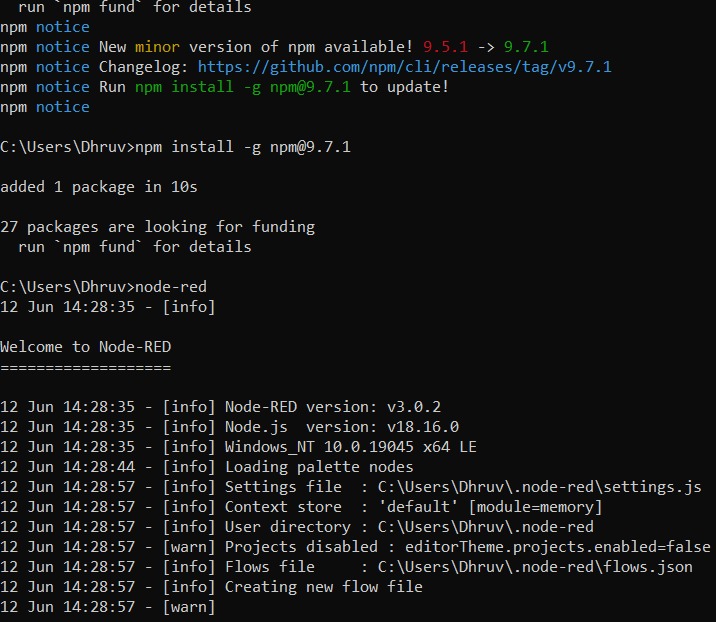 run `npm fund` for details
npm notice
npm notice New minor version of npm available! 9.5.1 -> 9.7.1
npm notice Changelog: https://github.com/npm/cli/releases/tag/v9.7.1
npm notice Run npm install -g npm@9.7.1 to update!
npm notice
C:\Users\Dhruv>npm install -g npm@9.7.1
added 1 package in 10s
27 packages are looking for funding
run `npm fund` for details
C:\Users\Dhruv>node-red
12 Jun 14:28:35 - [info]
Welcome to Node-RED
===================
12 Jun 14:28:35 - [info] Node-RED version: v3.0.2
12 Jun 14:28:35 - [info] Node.js  version: v18.16.0
12 Jun 14:28:35 - [info] Windows_NT 10.0.19045 x64 LE
12 Jun 14:28:44 - [info] Loading palette nodes
12 Jun 14:28:57 - [info] Settings file  : C:\Users\Dhruv\.node-red\settings.js
12 Jun 14:28:57 - [info] Context store  : 'default' [module=memory]
12 Jun 14:28:57 - [info] User directory : C:\Users\Dhruv\.node-red
12 Jun 14:28:57 - [warn] Projects disabled : editorTheme.projects.enabled=false
12 Jun 14:28:57 - [info] Flows file     : C:\Users\Dhruv\.node-red\flows.json
12 Jun 14:28:57 - [info] Creating new flow file
12 Jun 14:28:57 - [warn]